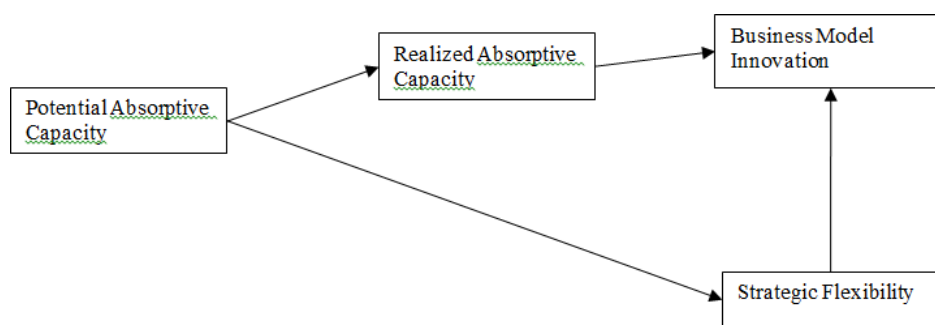 Potential Absorptive
Capacity
Realized Absorptive
Capacity
Business Model
Innovation
Strategic Flexibility